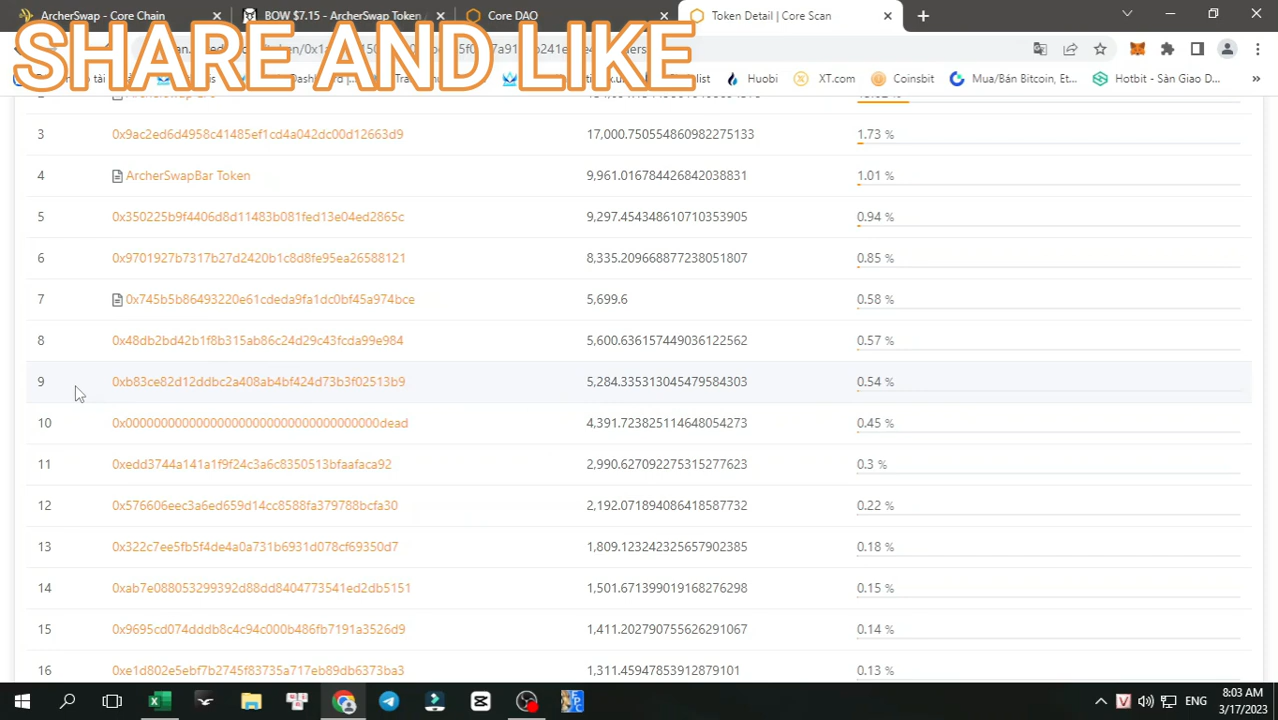 ArcherSwap - Core Chain
BOW $7.15 - ArcherSwap Token
Core DAO
Token Detail | Core Scan
SHARE AND LIKE
Huobi
XT.com
Coinsbit
Mua/Bán Bitcoin, Et...
Hotbit - Sàn Giao D...
3 0x9ac2ed6d4958c41485ef1cd4a042dc00d12663d9 17,000.750554860982275133 1.73 %
4 ArcherSwapBar Token 9,961.016784426842038831 1.01 %
5 0x350225b9f4406d8d11483b081fed13e04ed2865c 9,297.454348610710353905 0.94 %
6 0x9701927b7317b27d2420b1c8d8fe95ea26588121 8,335.209668877238051807 0.85 %
7 0x745b5b86493220e61cdeda9fa1dc0bf45a974bce 5,699.6 0.58 %
8 0x48db2bd42b1f8b315ab86c24d29c43fcda99e984 5,600.636157449036122562 0.57 %
9 0xb83ce82d12ddbc2a408ab4bf424d73b3f02513b9 5,284.335313045479584303 0.54 %
10 0x000000000000000000000000000000000000dead 4,391.723825114648054273 0.45 %
11 0xedd3744a141a1f9f24c3a6c8350513bfaafaca92 2,990.627092275315277623 0.3 %
12 0x576606eec3a6ed659d14cc8588fa379788bcfa30 2,192.071894086418587732 0.22 %
13 0x322c7ee5fb5f4de4a0a731b6931d078cf69350d7 1,809.123242325657902385 0.18 %
14 0xab7e088053299392d88dd8404773541ed2db5151 1,501.671399019168276298 0.15 %
15 0x9695cd074dddb8c4c94c000b486fb7191a3526d9 1,411.202790755626291067 0.14 %
16 0xe1d802e5ebf7b2745f83735a717eb89db6373ba3 1,311.45947853912879101 0.13 %
ENG
8:03 AM
3/17/2023